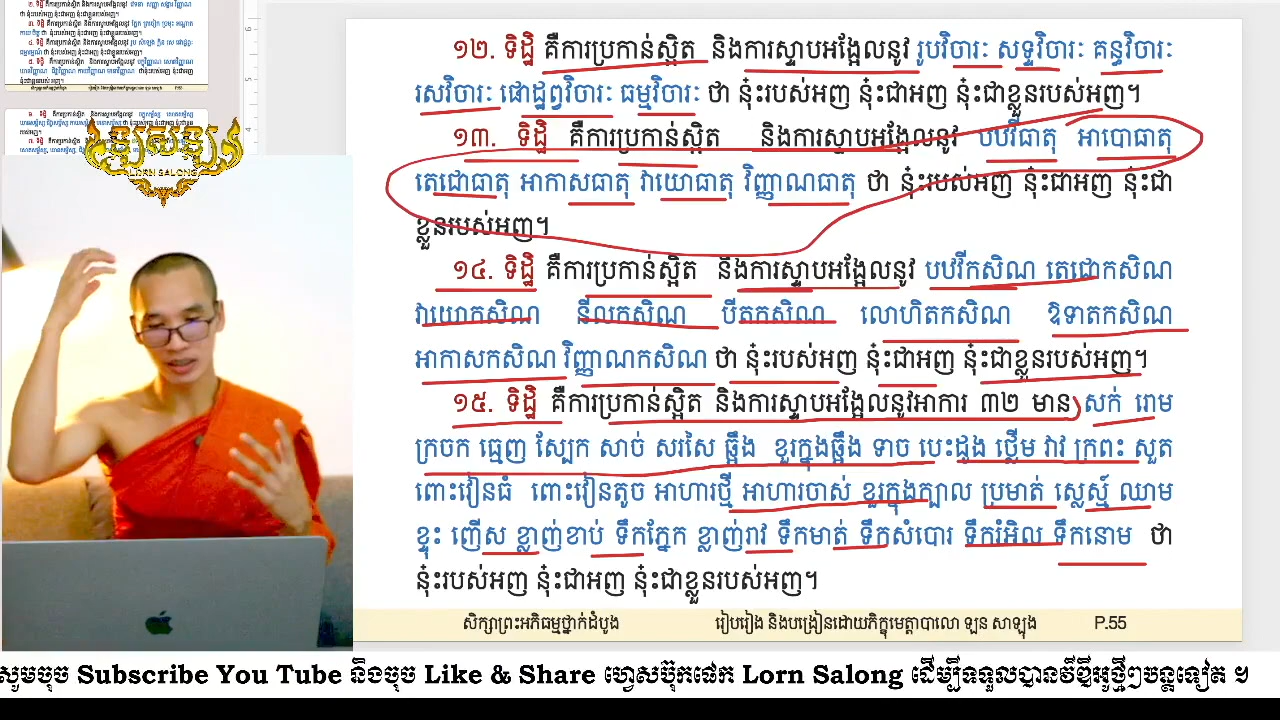 LORN SALONG
១២. ទិដ្ឋិ គឺការប្រកាន់ស្អិត និងការស្ទាបអង្អែលនូវ រូបវិចារៈ សទ្ទវិចារៈ គន្ធវិចារៈ
រសវិចារៈ ផោដ្ឋព្វវិចារៈ ធម្មវិចារៈ ថា នុ៎ះរបស់អញ នុ៎ះជាអញ នុ៎ះជាខ្លួនរបស់អញ។
១៣. ទិដ្ឋិ គឺការប្រកាន់ស្អិត និងការស្ទាបអង្អែលនូវ បឋវីធាតុ អាបោធាតុ
តេជោធាតុ អាកាសធាតុ វាយោធាតុ វិញ្ញាណធាតុ ថា នុ៎ះរបស់អញ នុ៎ះជាអញ នុ៎ះជា
ខ្លួនរបស់អញ។
១៤. ទិដ្ឋិ គឺការប្រកាន់ស្អិត និងការស្ទាបអង្អែលនូវ បឋវីកសិណ តេជោកសិណ
វាយោកសិណ នីលកសិណ បីតកសិណ លោហិតកសិណ ឱទាតកសិណ
អាកាសកសិណ វិញ្ញាណកសិណ ថា នុ៎ះរបស់អញ នុ៎ះជាអញ នុ៎ះជាខ្លួនរបស់អញ។
១៥. ទិដ្ឋិ គឺការប្រកាន់ស្អិត និងការស្ទាបអង្អែលនូវអាការ ៣២ មាន សក់ រោម
ក្រចក ធ្មេញ ស្បែក សាច់ សរសៃ ឆ្អឹង ខួរក្នុងឆ្អឹង ទាច បេះដូង ថ្លើម វាវ ក្រពះ សួត
ពោះវៀនធំ ពោះវៀនតូច អាហារថ្មី អាហារចាស់ ខួរក្នុងក្បាល ប្រមាត់ ស្លេស្ម៍ ឈាម
ខ្ទុះ ញើស ខ្លាញ់ខាប់ ទឹកភ្នែក ខ្លាញ់រាវ ទឹកមាត់ ទឹកសំបោរ ទឹករំអិល ទឹកនោម ថា
នុ៎ះរបស់អញ នុ៎ះជាអញ នុ៎ះជាខ្លួនរបស់អញ។
សិក្សាព្រះអភិធម្មថ្នាក់ដំបូង រៀបរៀង និងបង្រៀនដោយភិក្ខុមេត្តាបាលោ ឡន សាឡុង P.55
សូមចុច Subscribe You Tube និងចុច Like & Share ហ្វេសប៊ុកផេក Lorn Salong ដើម្បីទទួលបានវីឌីអូថ្មីៗបន្តទៀត ។